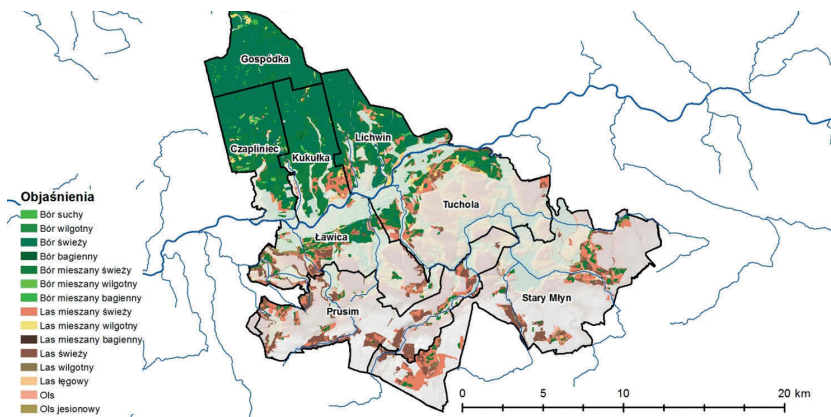 Gospódka
Czapliniec
Kukułka
Lichwin
Tuchola
Ławica
Prusim
Stary Młyn
Objaśnienia
Bór suchy
Bór wilgotny
Bór świeży
Bór bagienny
Bór mieszany świeży
Bór mieszany wilgotny
Bór mieszany bagienny
Las mieszany świeży
Las mieszany wilgotny
Las mieszany bagienny
Las świeży
Las wilgotny
Las łęgowy
Ols
Ols jesionowy
0 5 10 20 km